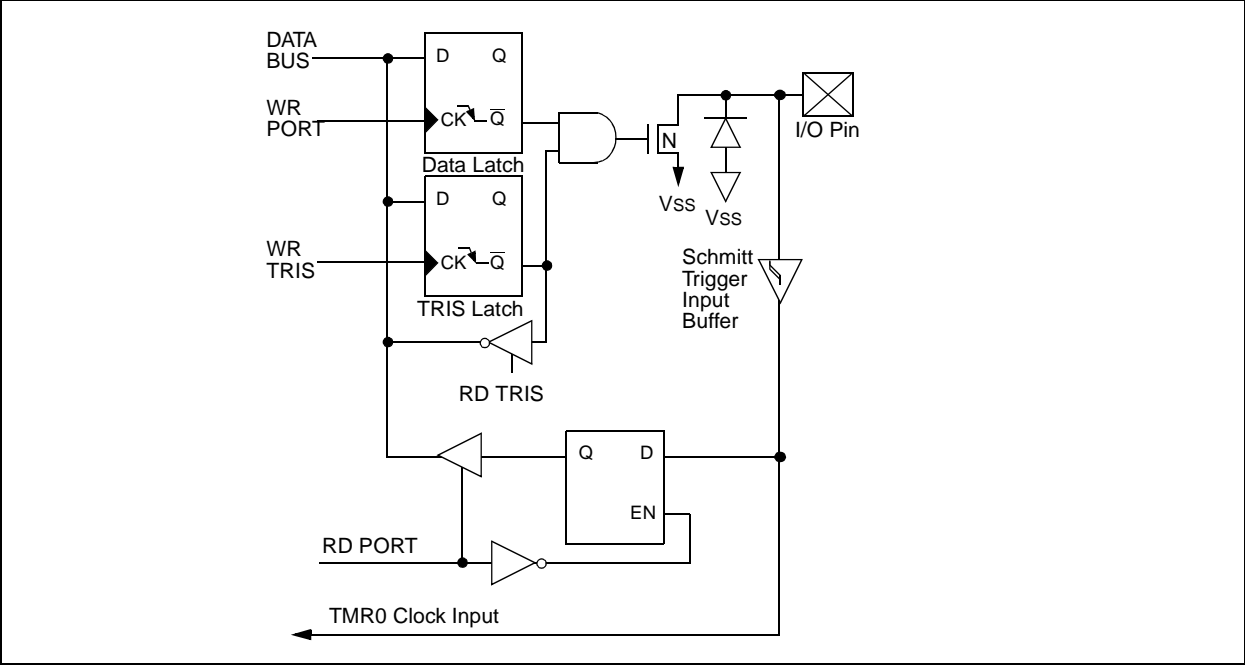 DATA
BUS
D Q
WR
PORT
CK Q
Data Latch
I/O Pin
N
VSS
VSS
D Q
WR
TRIS
CK Q
TRIS Latch
Schmitt
Trigger
Input
Buffer
RD TRIS
Q D
EN
RD PORT
TMR0 Clock Input